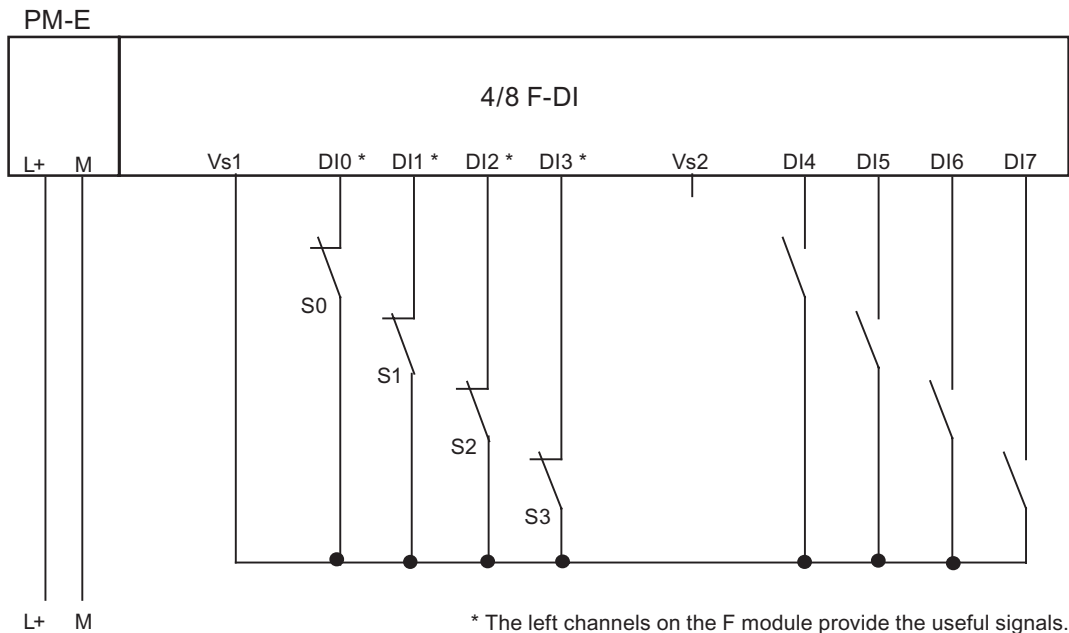 PM-E
4/8 F-DI
L+ M Vs1 DI0 * DI1 * DI2 * DI3 * Vs2 DI4 DI5 DI6 DI7
S0
S1
S2
S3
L+ M * The left channels on the F module provide the useful signals.